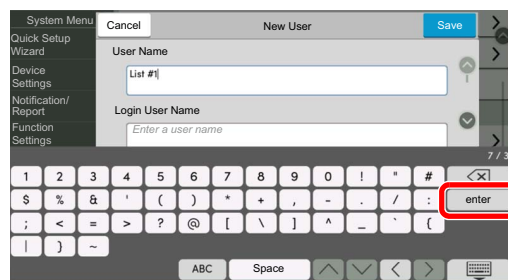 System Menu
Quick Setup
Wizard
Device
Settings
Notification/
Report
Function
Settings
Cancel
New User
Save
User Name
List #1
Login User Name
Enter a user name
7 / 3
1 2 3 4 5 6 7 8 9 0 ! " #
$ % & ' ( ) * + , - . / : enter
; < = > ? @ [ \ ] ^ _ ` {
| } ~
ABC Space